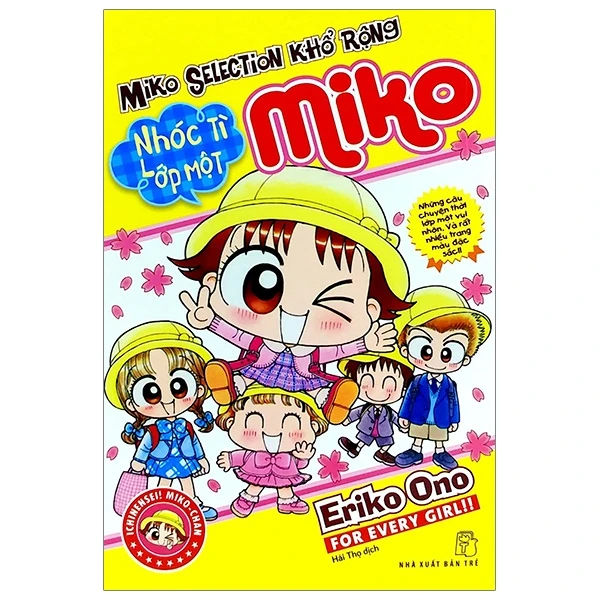 MIKO SELECTION KHỔ RỘNG
NHÓC TÌ
LỚP MỘT
miko
Những câu
chuyện thời
lớp một vui
nhộn. Và rất
nhiều trang
màu đặc
sắc!!
ICHINENSEI! MIKO-CHAN
Eriko Ono
FOR EVERY GIRL!!
Hải Thọ dịch
NHÀ XUẤT BẢN TRẺ